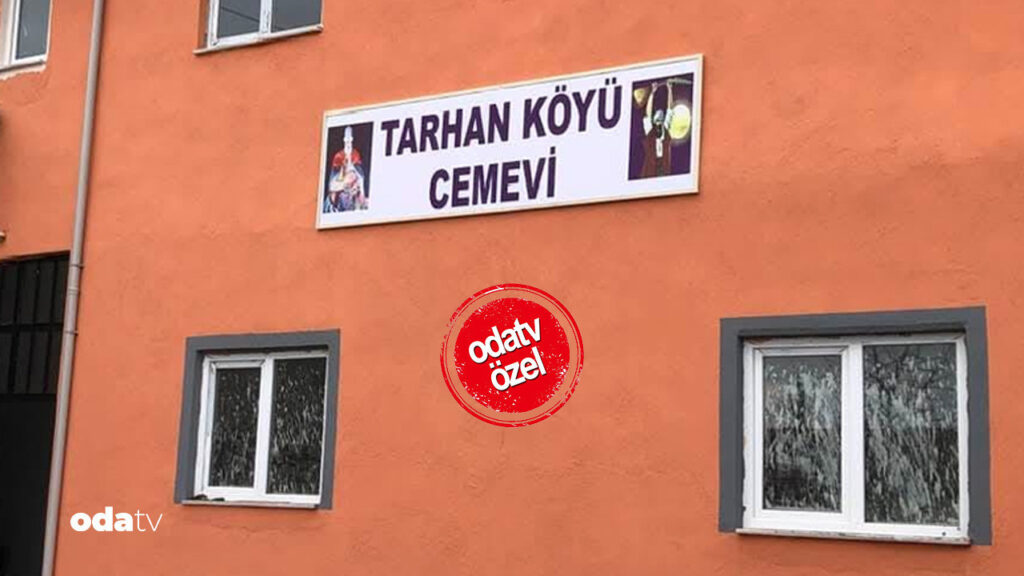 TARHAN KÖYÜ
CEMEVİ
odatv
özel
odatv